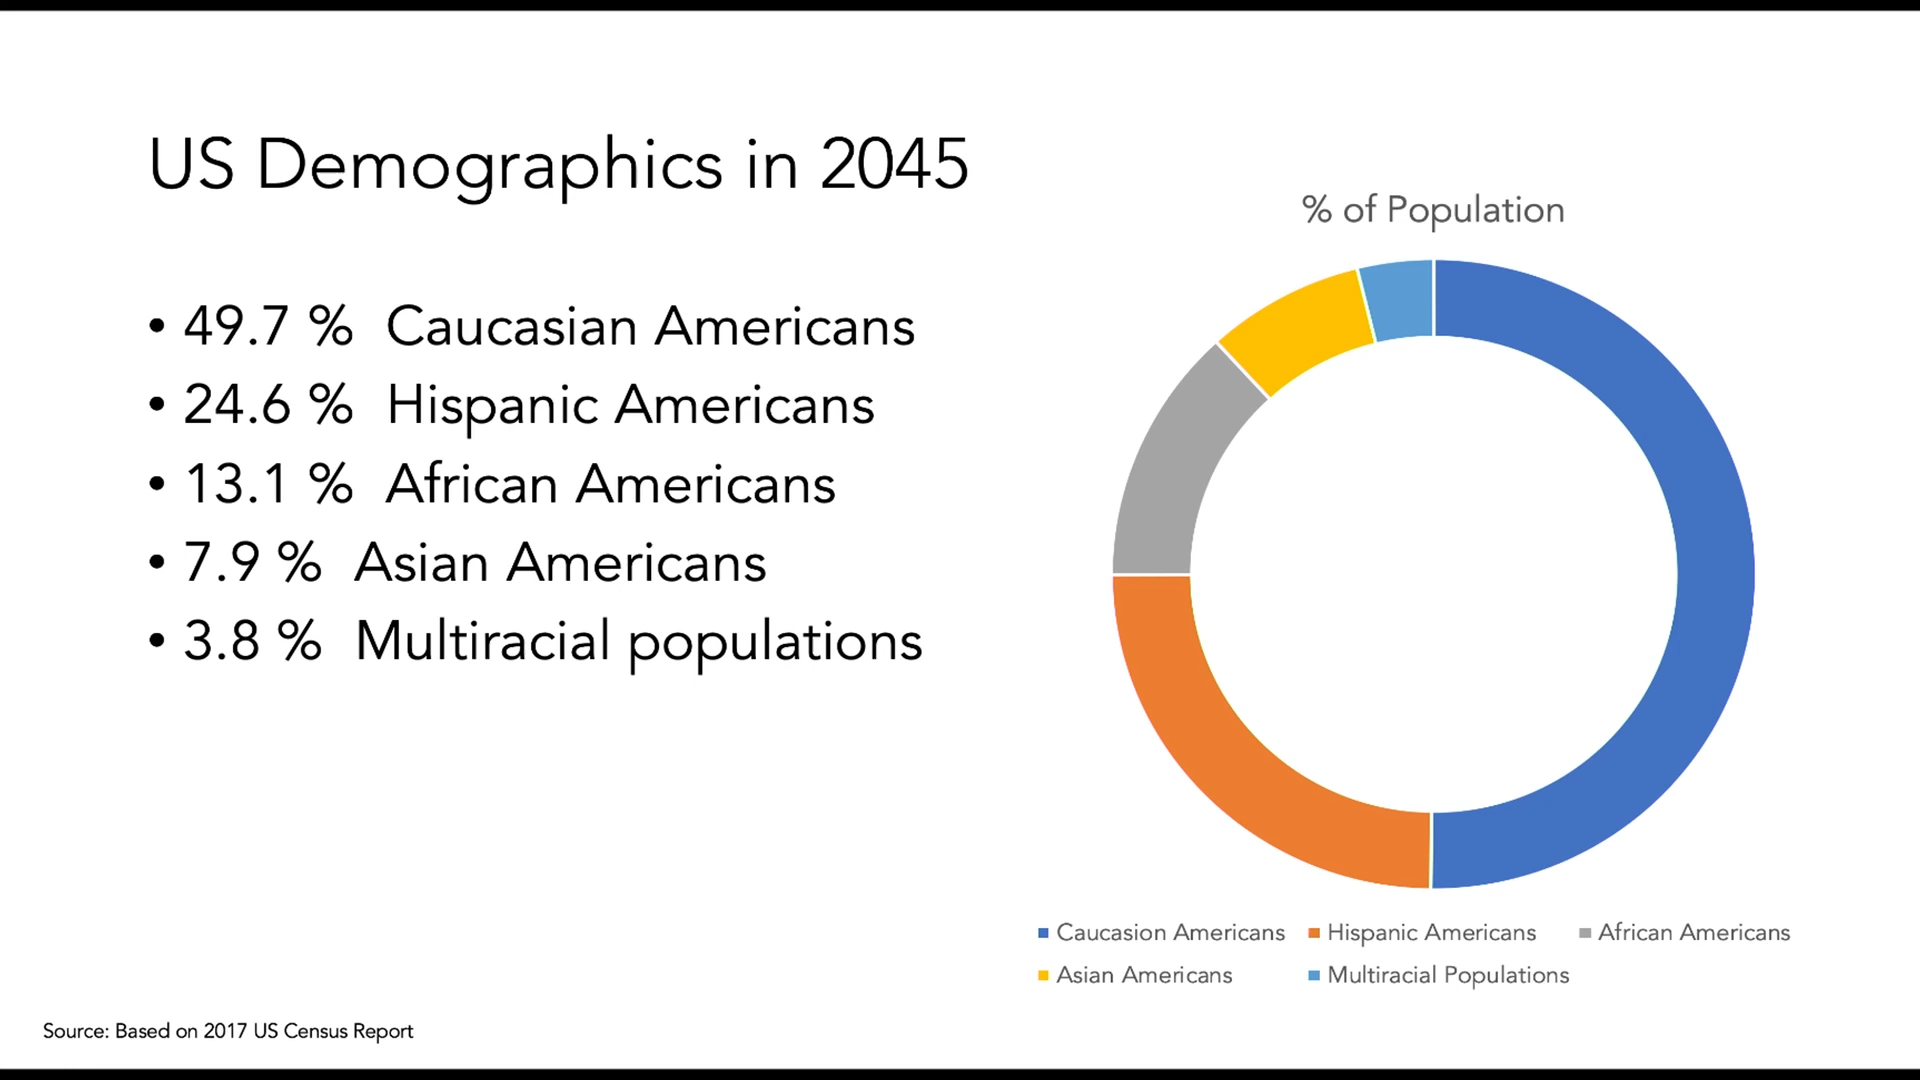 US Demographics in 2045
• 49.7 % Caucasian Americans
• 24.6 % Hispanic Americans
• 13.1 % African Americans
• 7.9 % Asian Americans
• 3.8 % Multiracial populations
% of Population
Caucasion Americans Hispanic Americans African Americans
Asian Americans Multiracial Populations
Source: Based on 2017 US Census Report